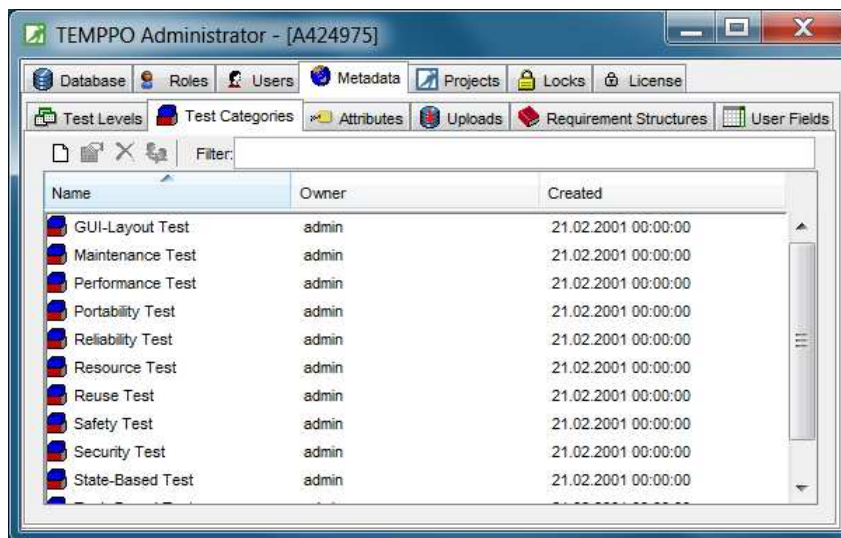 TEMPPO Administrator - [A424975]
Database Roles Users Metadata Projects Locks License
Test Levels Test Categories Attributes Uploads Requirement Structures User Fields
Filter:
Name Owner Created
GUI-Layout Test admin 21.02.2001 00:00:00
Maintenance Test admin 21.02.2001 00:00:00
Performance Test admin 21.02.2001 00:00:00
Portability Test admin 21.02.2001 00:00:00
Reliability Test admin 21.02.2001 00:00:00
Resource Test admin 21.02.2001 00:00:00
Reuse Test admin 21.02.2001 00:00:00
Safety Test admin 21.02.2001 00:00:00
Security Test admin 21.02.2001 00:00:00
State-Based Test admin 21.02.2001 00:00:00